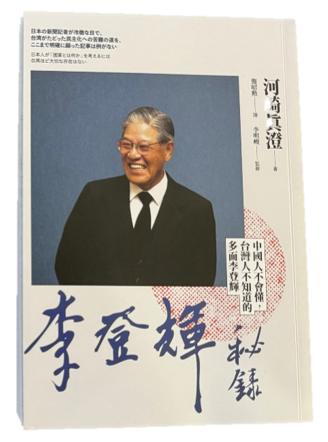 日本の新聞記者が冷徹な目で、
台湾がたどった民主化への苦難の道を、
ここまで明確に綴った記事は例がない
日本人が「国家とは何か」を考えるには
台湾ほど大切な存在はない
河崎真澄——著
龔昭勲——譯
李明峻——監修
中國人不會懂，
台灣人不知道的
多面李登輝
李登輝
秘錄